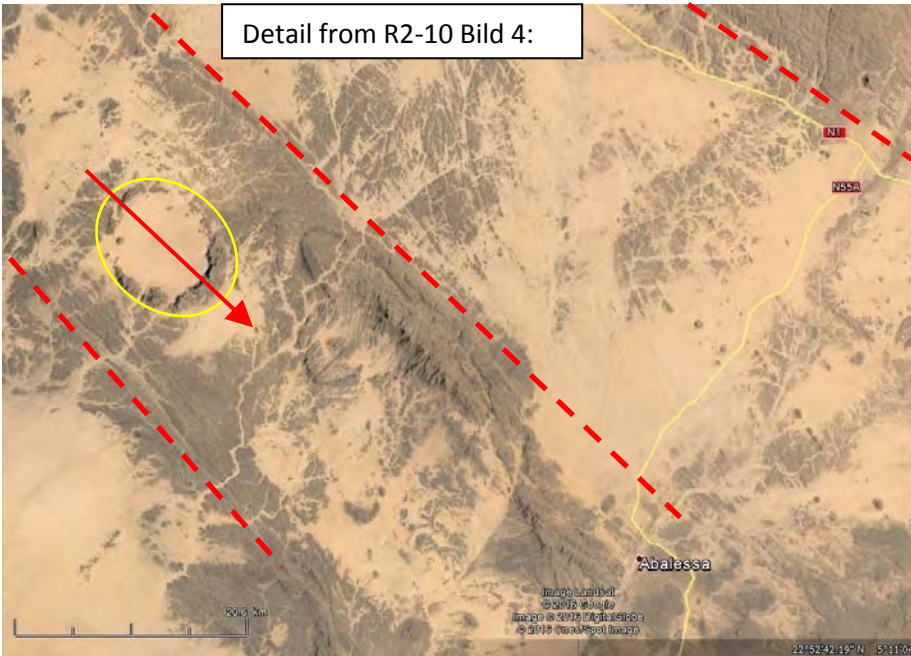 Detail from R2-10 Bild 4:
N1
N55A
Abalessa
20.6 km
Image Landsat
© 2016 Google
Image © 2016 DigitalGlobe
© 2016 Cnes/Spot Image
22°52'42.19" N